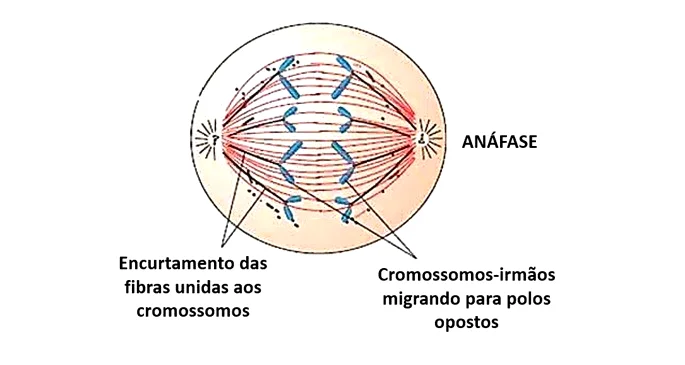 ANÁFASE
Encurtamento das
fibras unidas aos
cromossomos
Cromossomos-irmãos
migrando para polos
opostos